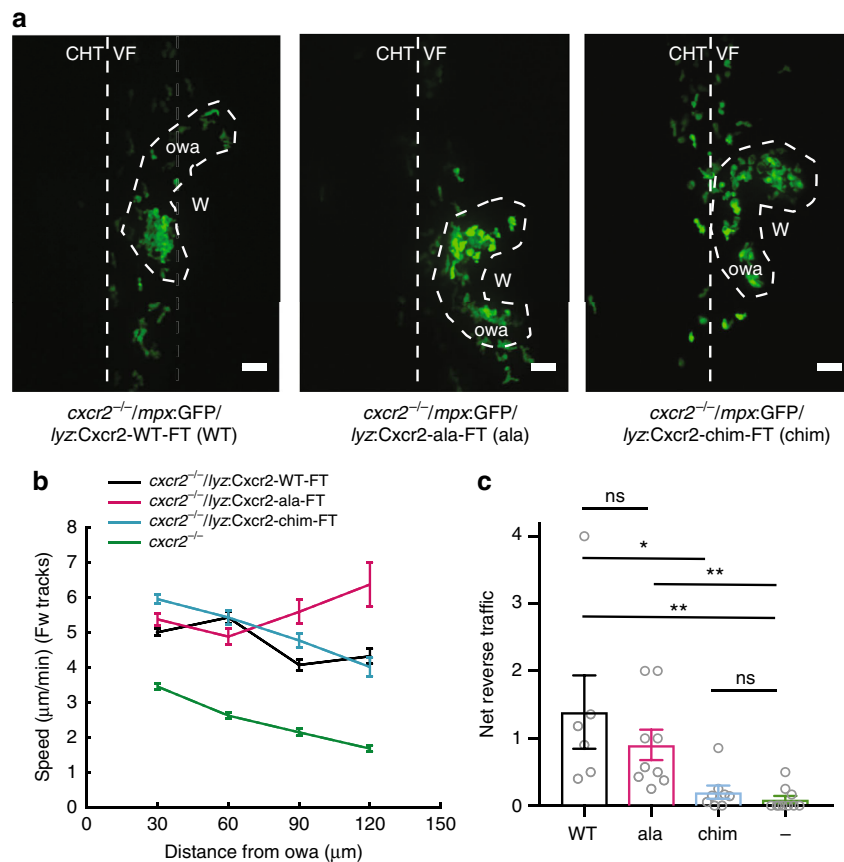 a
CHT VF
owa
W
CHT VF
W
owa
CHT VF
W
owa
cxcr2−/−/mpx:GFP/
lyz:Cxcr2-WT-FT (WT)
cxcr2−/−/mpx:GFP/
lyz:Cxcr2-ala-FT (ala)
cxcr2−/−/mpx:GFP/
lyz:Cxcr2-chim-FT (chim)
b
cxcr2−/−/lyz:Cxcr2-WT-FT
cxcr2−/−/lyz:Cxcr2-ala-FT
cxcr2−/−/lyz:Cxcr2-chim-FT
cxcr2−/−
Speed (μm/min) (Fw tracks)
8
7
6
5
4
3
2
1
0
0 30 60 90 120 150
Distance from owa (μm)
c
ns
*
**
**
ns
Net reverse traffic
4
3
2
1
0
WT ala chim –